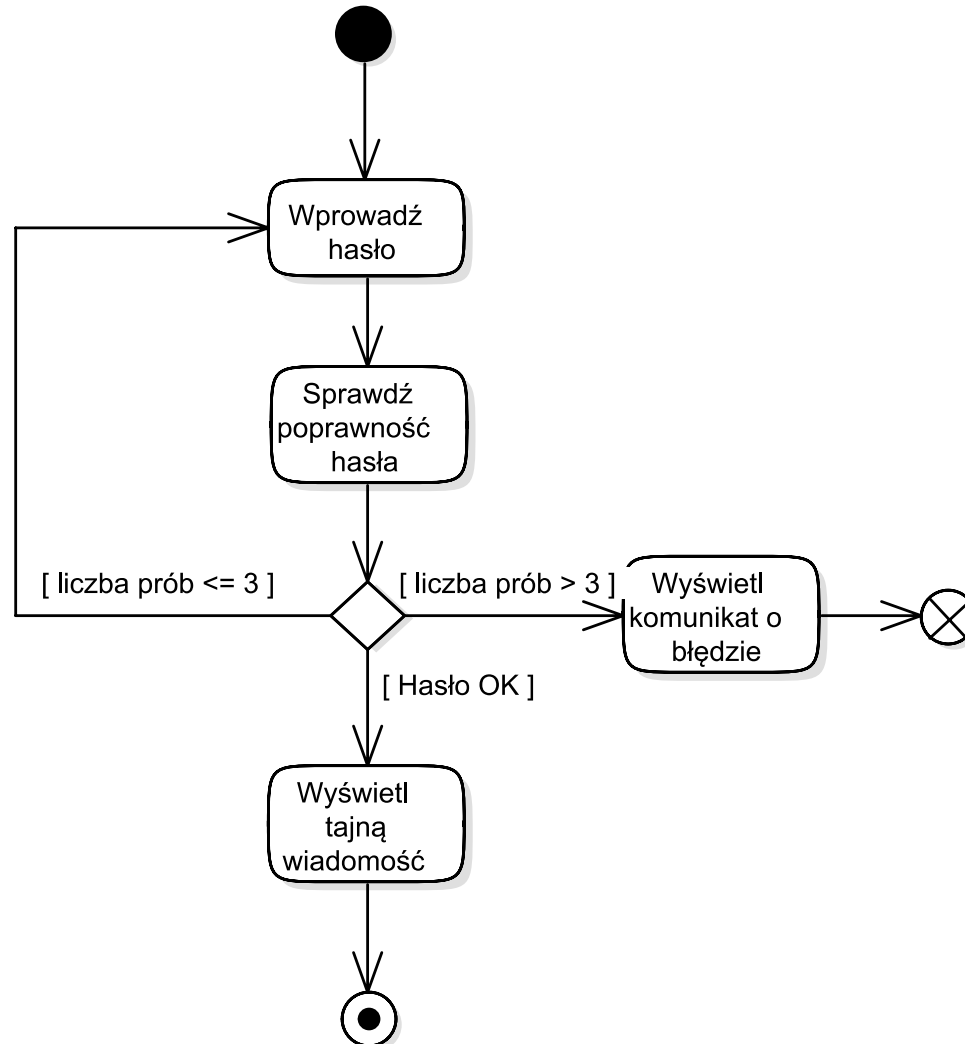 Wprowadź
hasło
Sprawdź
poprawność
hasła
[ liczba prób <= 3 ]
[ liczba prób > 3 ]
Wyświetl
komunikat o
błędzie
[ Hasło OK ]
Wyświetl
tajną
wiadomość